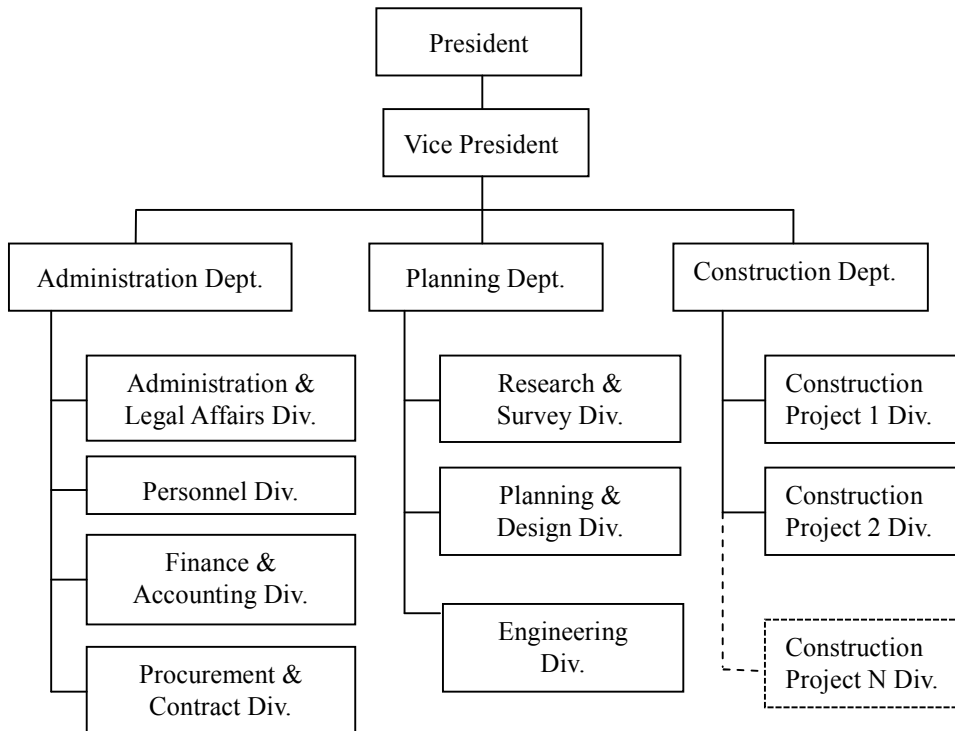 President
Vice President
Administration Dept.
Planning Dept.
Construction Dept.
Administration &
Legal Affairs Div.
Personnel Div.
Finance &
Accounting Div.
Procurement &
Contract Div.
Research &
Survey Div.
Planning &
Design Div.
Engineering
Div.
Construction
Project 1 Div.
Construction
Project 2 Div.
Construction
Project N Div.